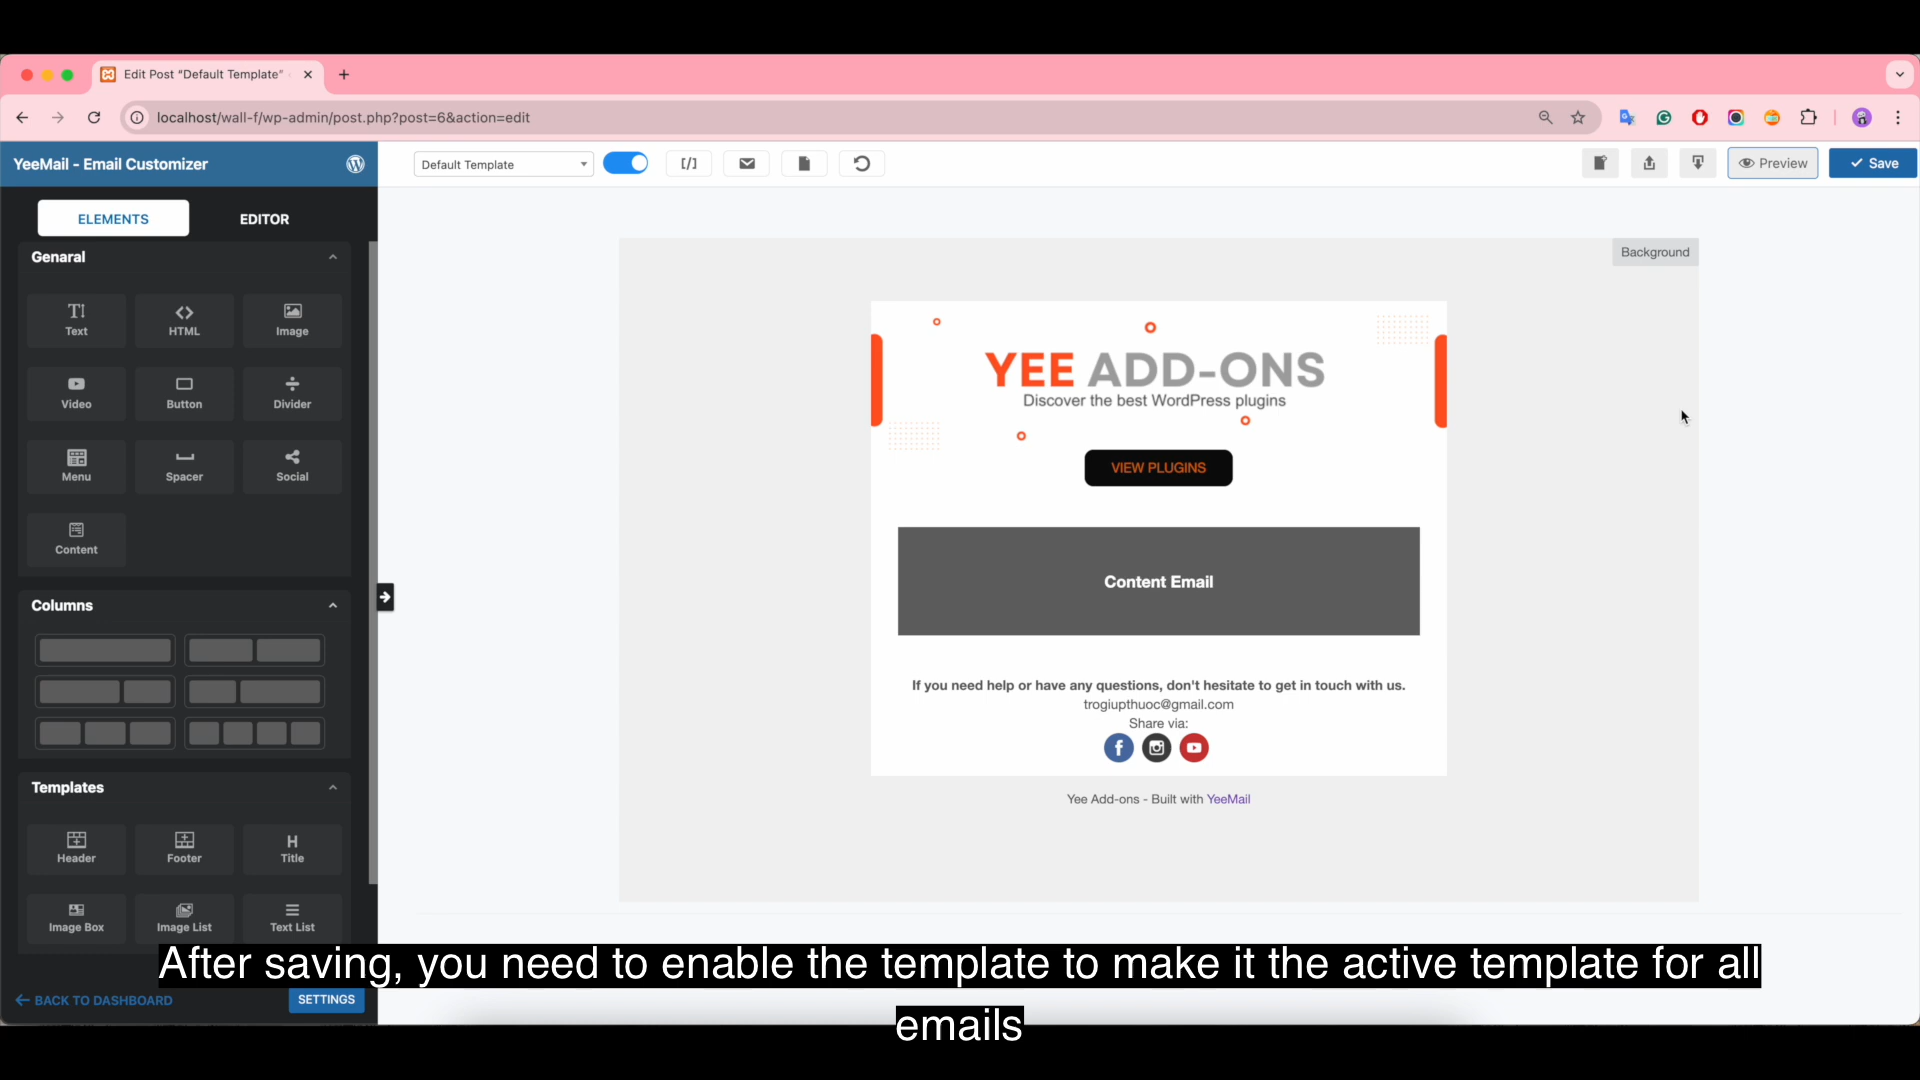 Edit Post “Default Template”
localhost/wall-f/wp-admin/post.php?post=6&action=edit
YeeMail - Email Customizer
Default Template
[/]
Preview
Save
ELEMENTS
EDITOR
Genaral
Text
HTML
Image
Video
Button
Divider
Menu
Spacer
Social
Content
Columns
Templates
Header
Footer
H
Title
Image Box
Image List
Text List
BACK TO DASHBOARD
SETTINGS
Background
YEE ADD-ONS
Discover the best WordPress plugins
VIEW PLUGINS
Content Email
If you need help or have any questions, don't hesitate to get in touch with us.
trogiupthuoc@gmail.com
Share via:
Yee Add-ons - Built with YeeMail
After saving, you need to enable the template to make it the active template for all
emails